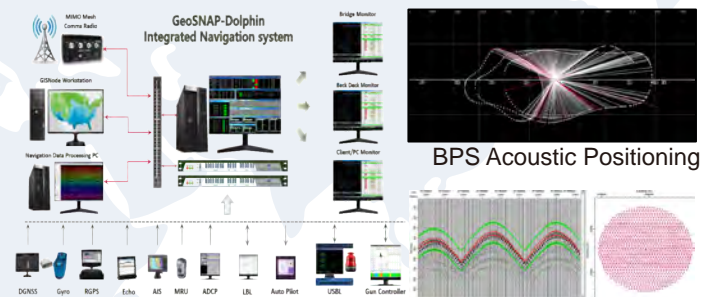 MIMO Mesh
Comms Radio
GeoSNAP-Dolphin
Integrated Navigation system
Bridge Monitor
GISNode Workstation
Back Deck Monitor
Navigation Data Processing PC
Client/PC Monitor
BPS Acoustic Positioning
DGNSS
Gyro
RGPS
Echo
AIS
MRU
ADCP
LBL
Auto Pilot
USBL
Gun Controller